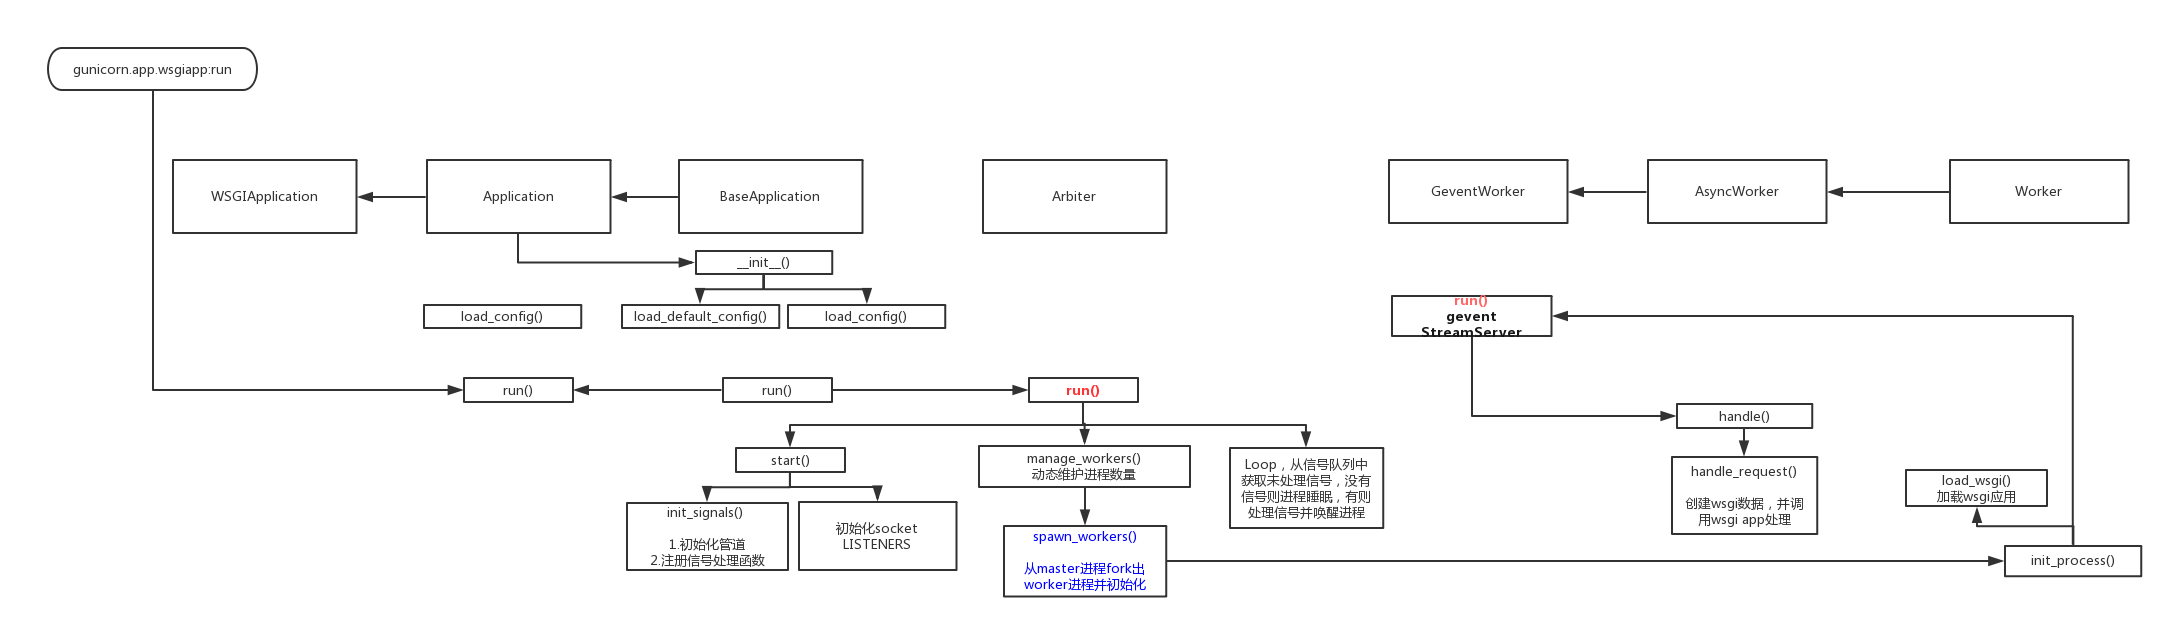 gunicorn.app.wsgiapp:run
WSGIApplication
Application
BaseApplication
Arbiter
GeventWorker
AsyncWorker
Worker
__init__()
load_config()
load_default_config()
load_config()
run()
gevent
StreamServer
run()
run()
run()
handle()
start()
manage_workers()
动态维护进程数量
Loop，从信号队列中
获取未处理信号，没有
信号则进程睡眠，有则
处理信号并唤醒进程
handle_request()
创建wsgi数据，并调
用wsgi app处理
load_wsgi()
加载wsgi应用
init_signals()
1.初始化管道
2.注册信号处理函数
初始化socket
LISTENERS
spawn_workers()
从master进程fork出
worker进程并初始化
init_process()